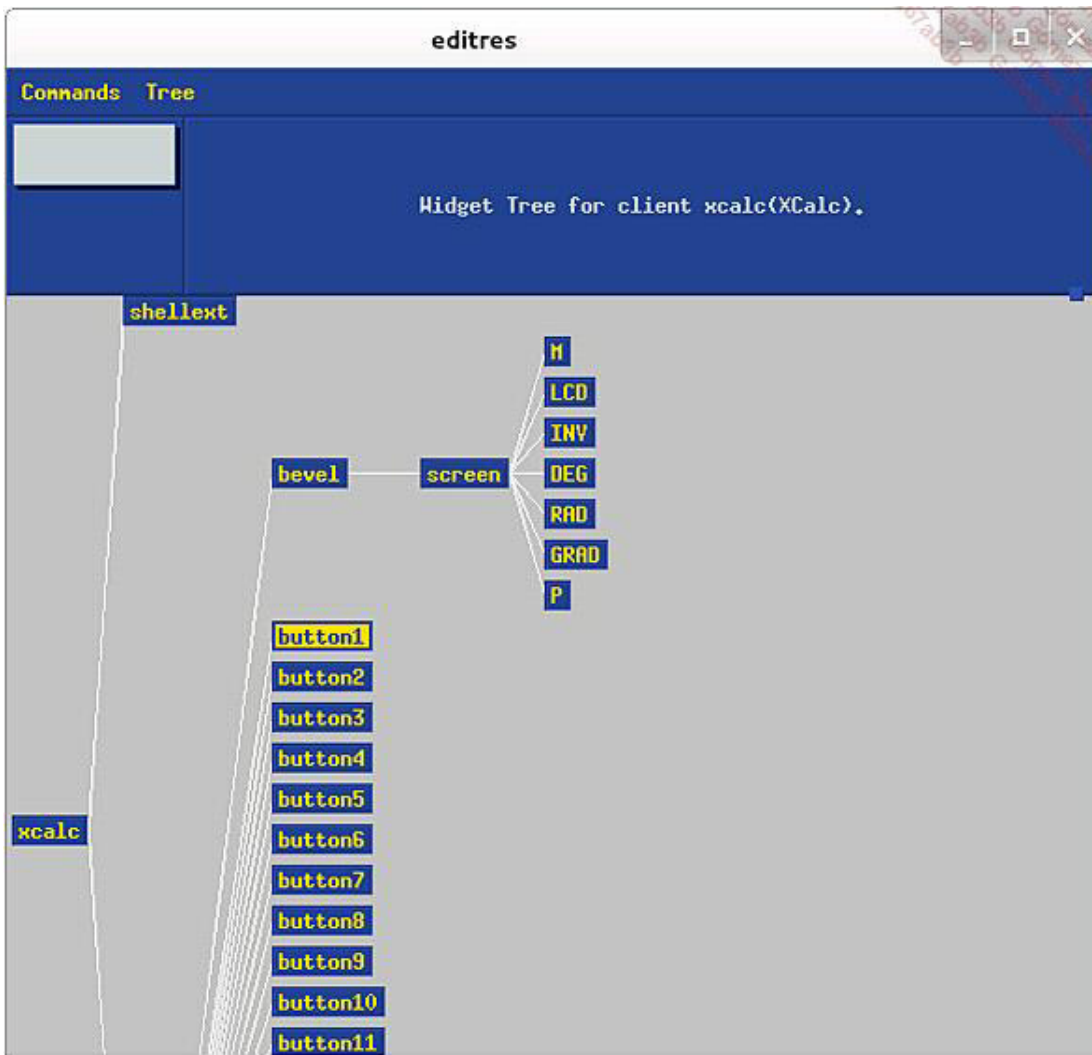 editres
Commands Tree
Widget Tree for client xcalc(XCalc).
shellext
M
LCD
INV
bevel screen DEG
RAD
GRAD
P
button1
button2
button3
button4
button5
xcalc
button6
button7
button8
button9
button10
button11